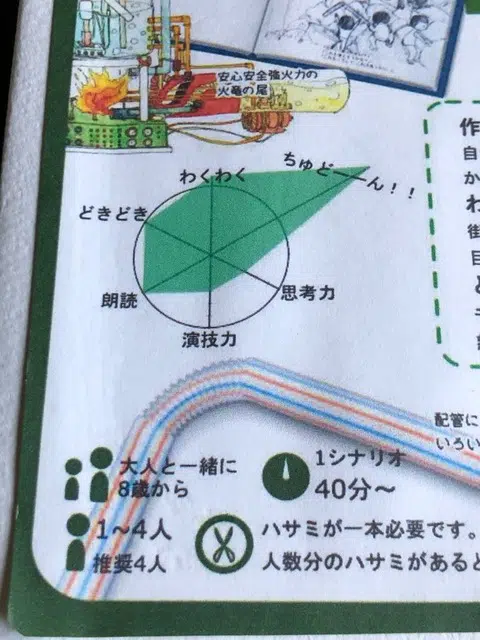 安心安全強火力の
火竜の尾
わくわく
ちゅどーーん！！
どきどき
思考力
朗読
演技力
作
自
か
わ
街
目
配管に
いろい
大人と一緒に
8歳から
1シナリオ
40分～
1～4人
推奨4人
ハサミが一本必要です。
人数分のハサミがあると